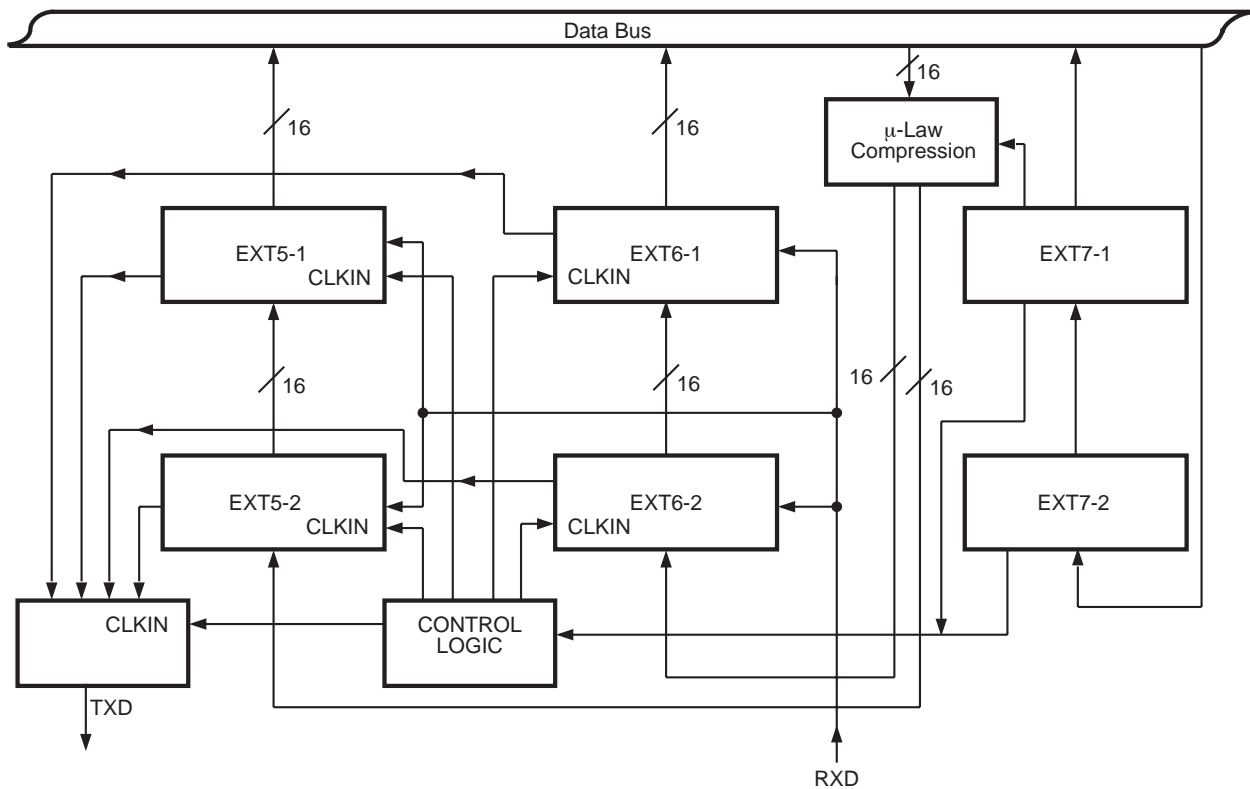 Data Bus
16
16
16
μ-Law
Compression
EXT5-1
CLKIN
EXT6-1
CLKIN
EXT7-1
16
16
16
16
EXT5-2
CLKIN
EXT6-2
CLKIN
EXT7-2
CLKIN
CONTROL
LOGIC
TXD
RXD